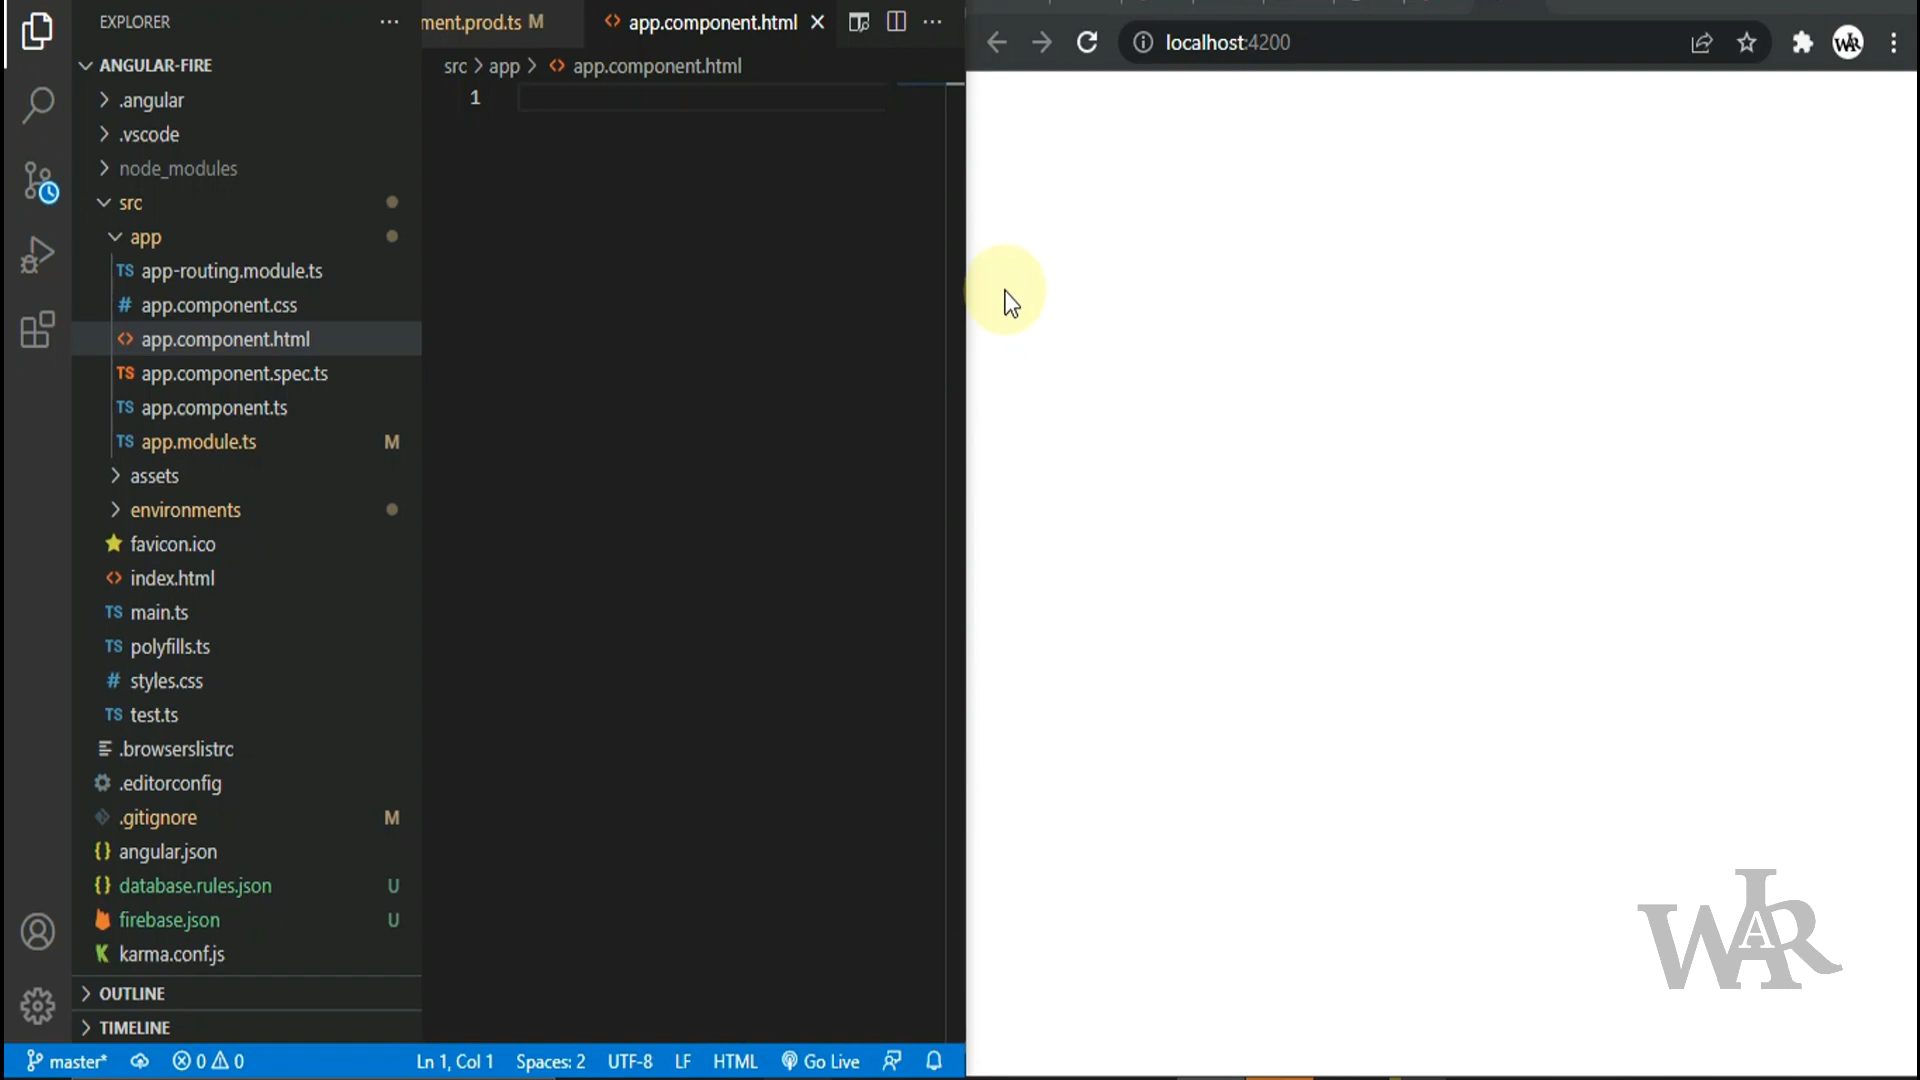 EXPLORER
ment.prod.ts M
app.component.html
localhost:4200
WAR
ANGULAR-FIRE
src > app > app.component.html
1
.angular
.vscode
node_modules
src
app
TS app-routing.module.ts
# app.component.css
<> app.component.html
TS app.component.spec.ts
TS app.component.ts
TS app.module.ts M
assets
environments
favicon.ico
<> index.html
TS main.ts
TS polyfills.ts
# styles.css
TS test.ts
.browserslistrc
.editorconfig
.gitignore M
{} angular.json
{} database.rules.json U
firebase.json U
K karma.conf.js
OUTLINE
TIMELINE
master* 0 0 Ln 1, Col 1 Spaces: 2 UTF-8 LF HTML Go Live